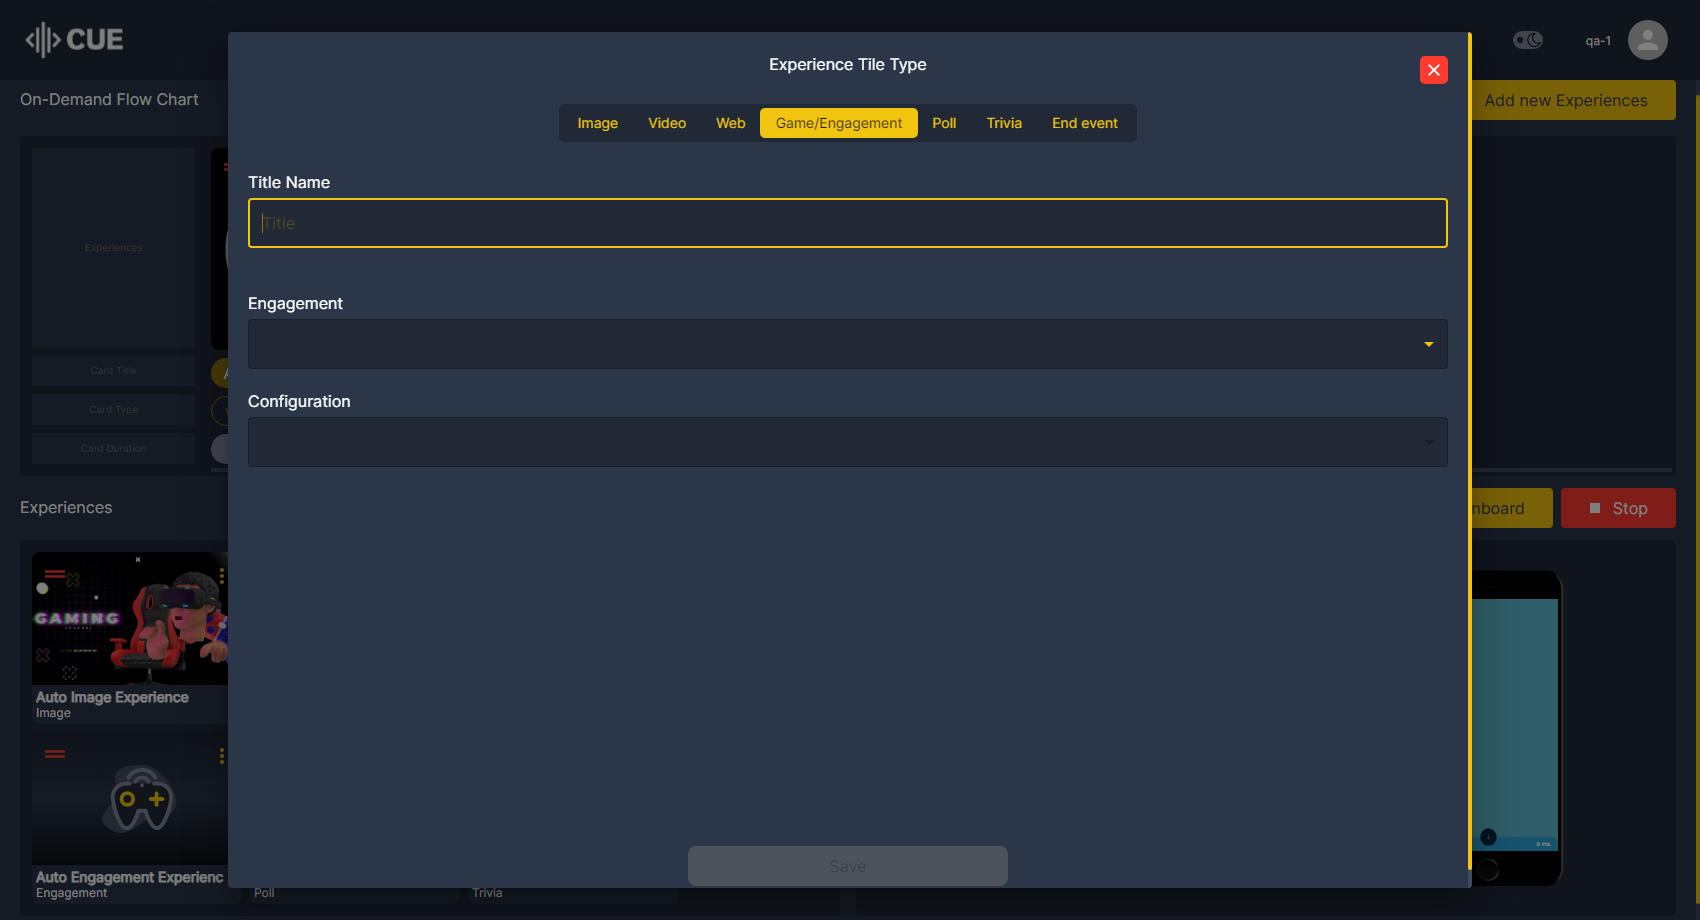 CUE
qa-1
Experience Tile Type
On-Demand Flow Chart
Add new Experiences
Image
Video
Web
Game/Engagement
Poll
Trivia
End event
Title Name
Title
Experiences
Engagement
Card Title
Card Type
Card Duration
Configuration
Experiences
nboard
Stop
GAMING
Auto Image Experience
Image
Save
Auto Engagement Experienc
Engagement
Poll
Trivia